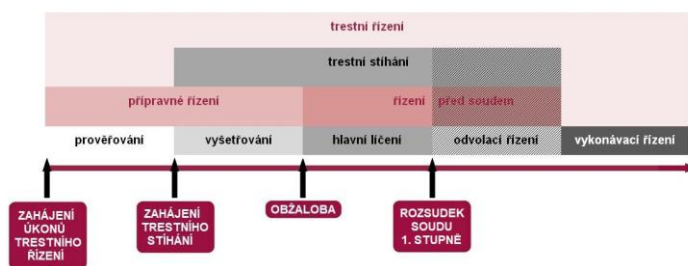 trestní řízení
trestní stíhání
přípravné řízení
řízení před soudem
prověřování
vyšetřování
hlavní líčení
odvolací řízení
vykonávací řízení
ZAHÁJENÍ
ÚKONŮ
TRESTNÍHO
ŘÍZENÍ
ZAHÁJENÍ
TRESTNÍHO
STÍHÁNÍ
OBŽALOBA
ROZSUDEK
SOUDU
1. STUPNĚ